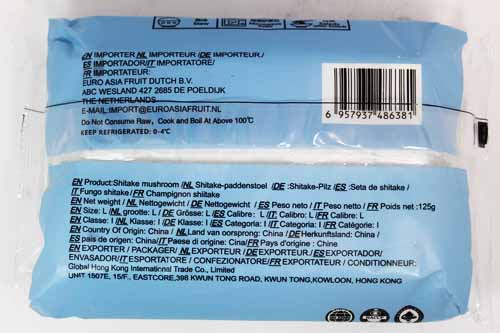 EN IMPORTER NL IMPORTEUR /DE IMPORTEUR./
ES IMPORTADOR/IT IMPORTATORE/
FR IMPORTATEUR:
EURO ASIA FRUIT DUTCH B.V.
ABC WESLAND 427 2685 DE POELDIJK
THE NETHERLANDS
E-MAIL:IMPORT@EUROASIAFRUIT.NL
Do Not Consume Raw, Cook and Boil At Above 100°C
KEEP REFRIGERATED: 0-4°C
6 957937 486381
EN Product:Shitake mushroom /NL Shitake-paddenstoel /DE :Shitake-Pilz /ES :Seta de shitake /
IT Fungo shitake / FR Champignon shiitake
EN Net weight / NL Nettogewicht / DE Nettogewicht / ES Peso neto / IT Peso netto / FR Poids net :125g
EN Size: L /NL grootte: L / DE Grösse: L /ES Calibre: L /IT Calibro: L / FR Calibre: L
EN Classe: I /NL Klasse: I / DE Klasse: I /ES Categoria: I /IT Categoria: I /FR Catégorie: I
EN Country Of Origin: China / NL Land van oorsprong: China / DE Herkunftsland: China /
ES pais de origen: China/IT Paese di origine: Cina/FR Pays d'origine : China
EN EXPORTER / PACKAGER/ NL EXPORTEUR /DE EXPORTEUR./ ES EXPORTADOR/
ENVASADOR/IT ESPORTATORE / CONFEZIONATORE/FR EXPORTATEUR / CONDITIONNEUR:
Global Hong Kong International Trade Co., Limited
UNIT 1507E, 15/F., EASTCORE,398 KWUN TONG ROAD, KWUN TONG,KOWLOON, HONG KONG